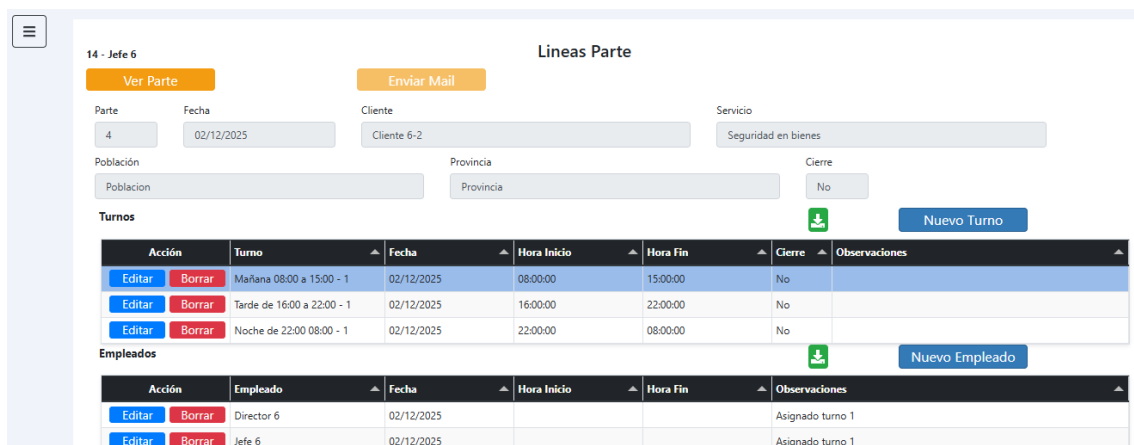 14 - Jefe 6
Lineas Parte
Ver Parte Enviar Mail
Parte Fecha Cliente Servicio
4 02/12/2025 Cliente 6-2 Seguridad en bienes
Población Provincia Cierre
Poblacion Provincia No
Turnos Nuevo Turno
Acción Turno Fecha Hora Inicio Hora Fin Cierre Observaciones
Editar Borrar Mañana 08:00 a 15:00 - 1 02/12/2025 08:00:00 15:00:00 No
Editar Borrar Tarde de 16:00 a 22:00 - 1 02/12/2025 16:00:00 22:00:00 No
Editar Borrar Noche de 22:00 08:00 - 1 02/12/2025 22:00:00 08:00:00 No
Empleados Nuevo Empleado
Acción Empleado Fecha Hora Inicio Hora Fin Observaciones
Editar Borrar Director 6 02/12/2025 Asignado turno 1
Editar Borrar Jefe 6 02/12/2025 Asignado turno 1